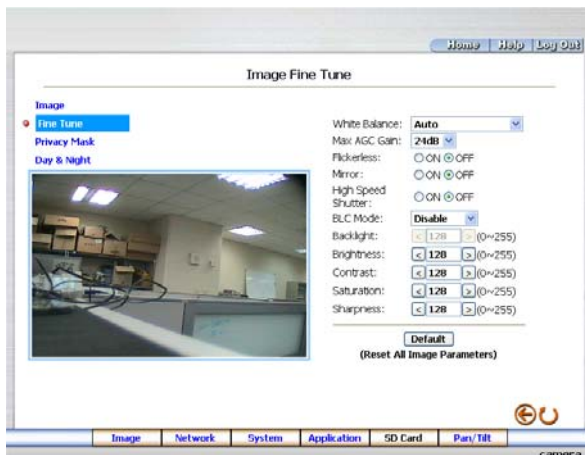 Home | Help | Log Out
Image Fine Tune
Image
Fine Tune
Privacy Mask
Day & Night
White Balance: Auto
Max AGC Gain: 24dB
Flickerless: ON OFF
Mirror: ON OFF
High Speed
Shutter: ON OFF
BLC Mode: Disable
Backlight: < 128 > (0~255)
Brightness: < 128 > (0~255)
Contrast: < 128 > (0~255)
Saturation: < 128 > (0~255)
Sharpness: < 128 > (0~255)
Default
(Reset All Image Parameters)
Image Network System Application SD Card Pan/Tilt
camera